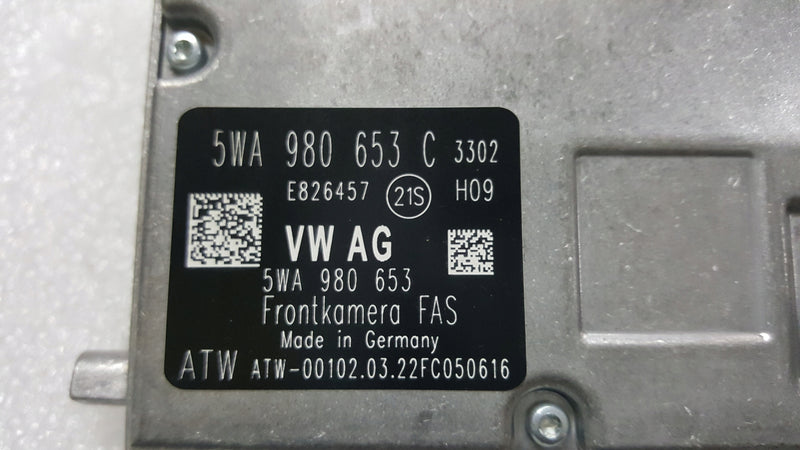 5WA 980 653 C 3302
E826457 21S H09
VW AG
5WA 980 653
Frontkamera FAS
Made in Germany
ATW ATW-00102.03.22FC050616